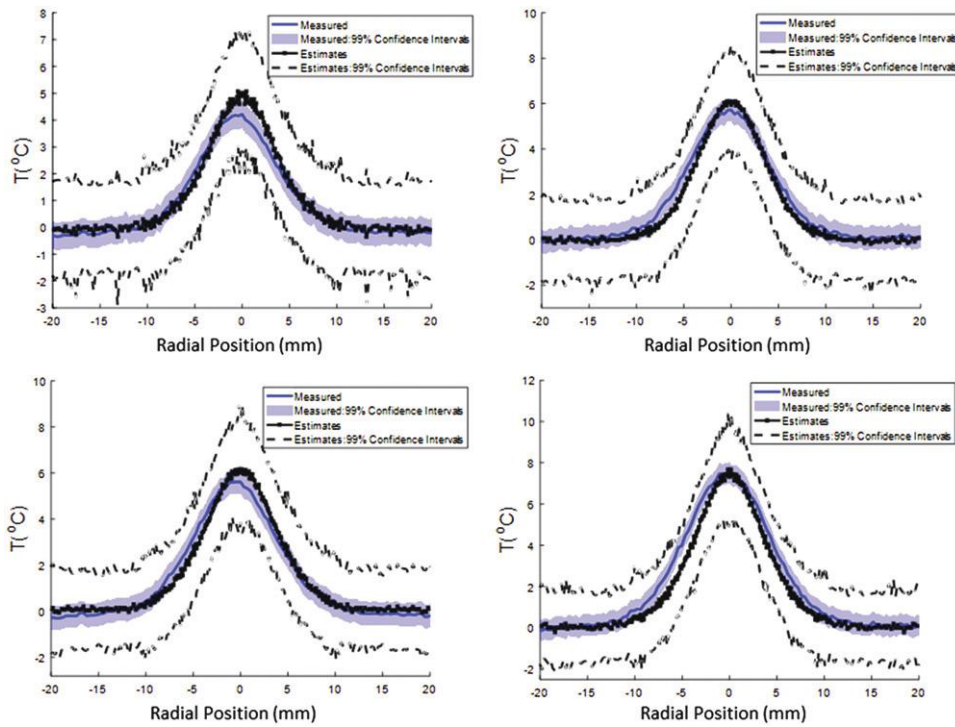 8
7
6
5
4
3
2
1
0
-1
-2
-3
T(°C)
-20 -15 -10 -5 0 5 10 15 20
Radial Position (mm)
Measured
Measured:99% Confidence Intervals
Estimates
Estimates:99% Confidence Intervals
10
8
6
4
2
0
-2
T(°C)
-20 -15 -10 -5 0 5 10 15 20
Radial Position (mm)
Measured
Measured:99% Confidence Intervals
Estimates
Estimates:99% Confidence Intervals
10
8
6
4
2
0
-2
T(°C)
-20 -15 -10 -5 0 5 10 15 20
Radial Position (mm)
Measured
Measured:99% Confidence Intervals
Estimates
Estimates:99% Confidence Intervals
12
10
8
6
4
2
0
-2
T(°C)
-20 -15 -10 -5 0 5 10 15 20
Radial Position (mm)
Measured
Measured:99% Confidence Intervals
Estimates
Estimates:99% Confidence Intervals